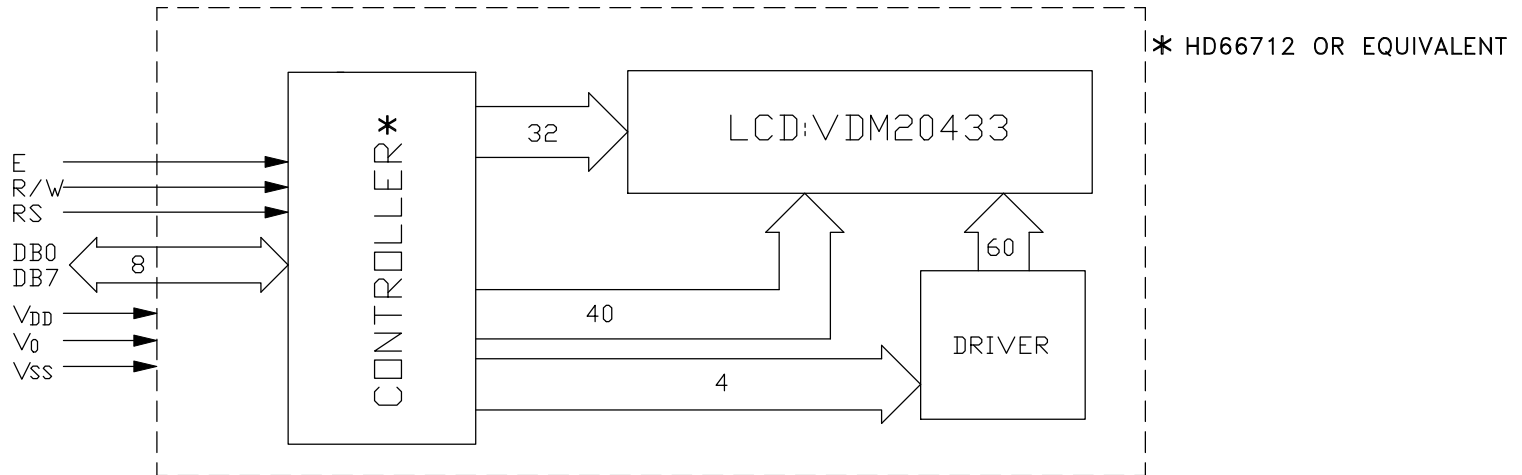 * HD66712 OR EQUIVALENT
LCD:VDM20433
CONTROLLER*
32
E
R/W
RS
DB0
DB7
8
60
VDD
V0
VSS
40
DRIVER
4